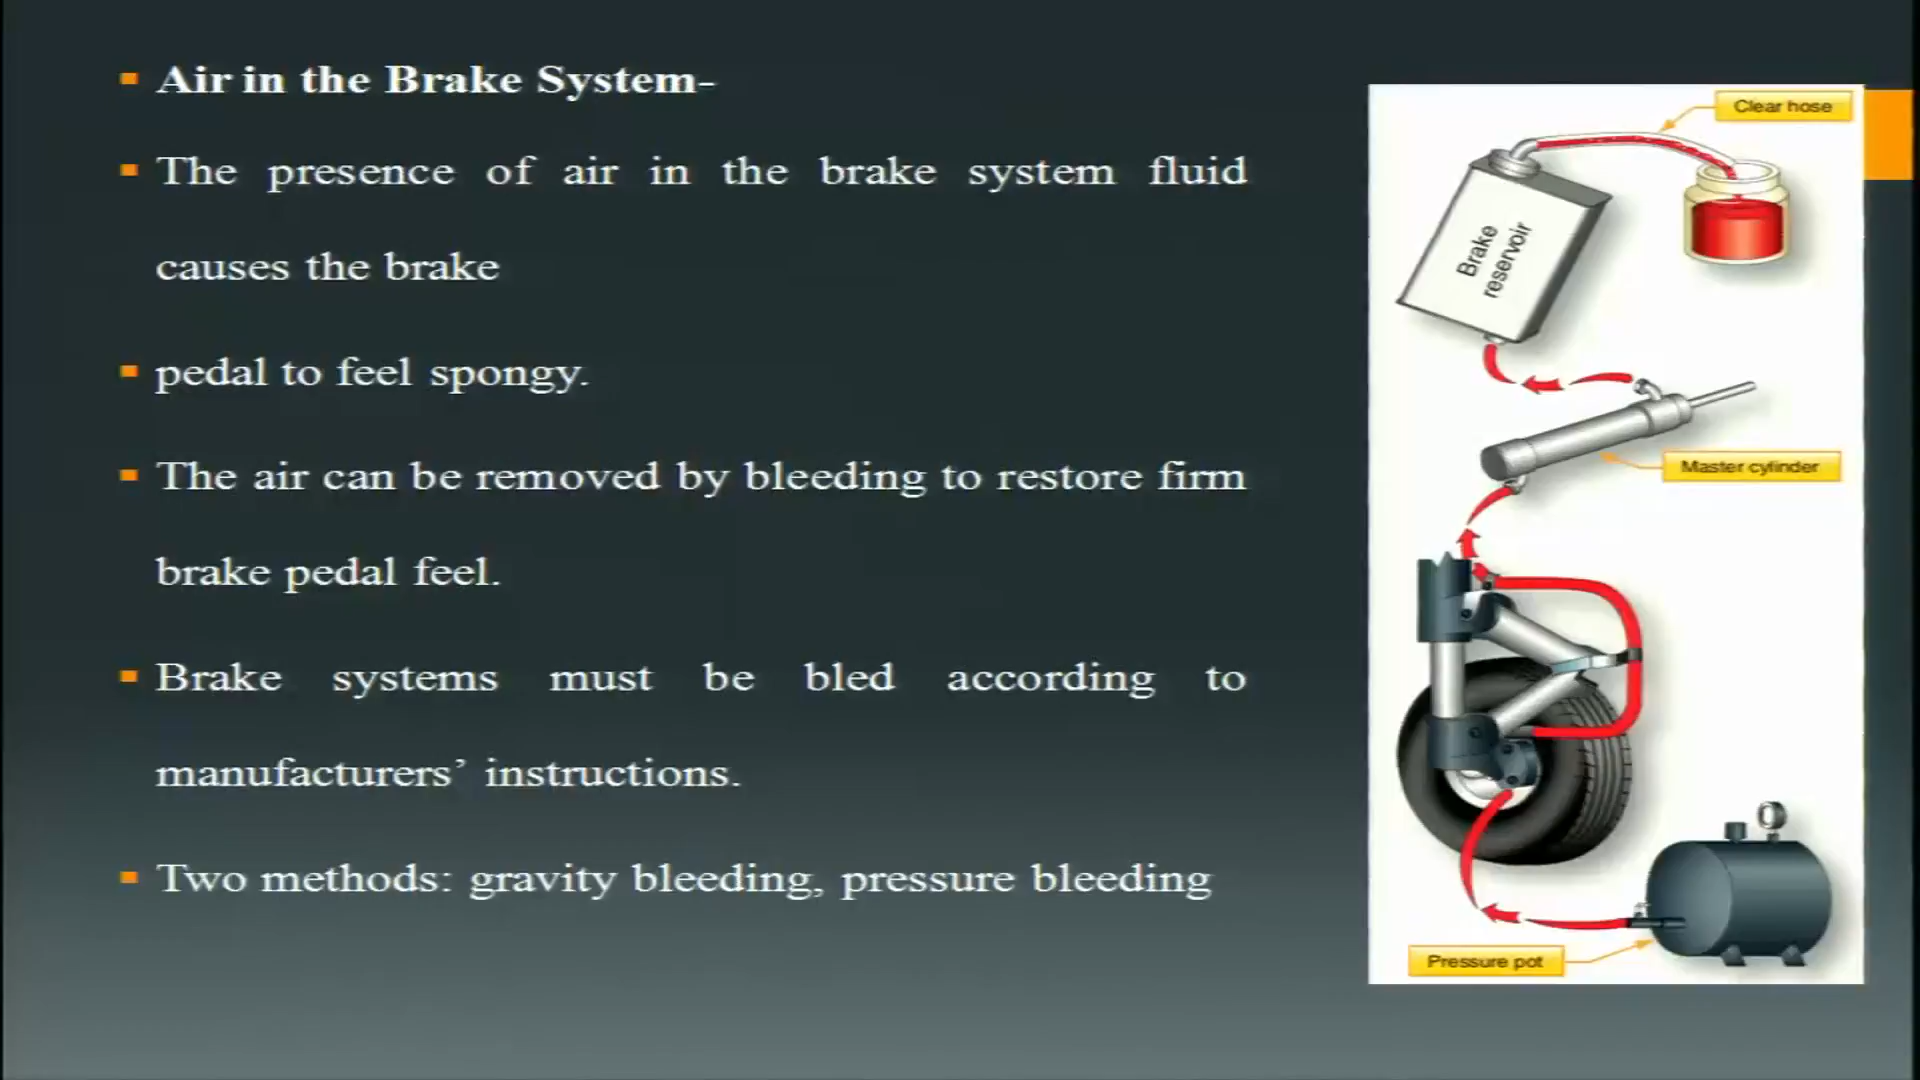 Air in the Brake System-
The presence of air in the brake system fluid
causes the brake
pedal to feel spongy.
The air can be removed by bleeding to restore firm
brake pedal feel.
Brake systems must be bled according to
manufacturers’ instructions.
Two methods: gravity bleeding, pressure bleeding
Clear hose
Brake
reservoir
Master cylinder
Pressure pot